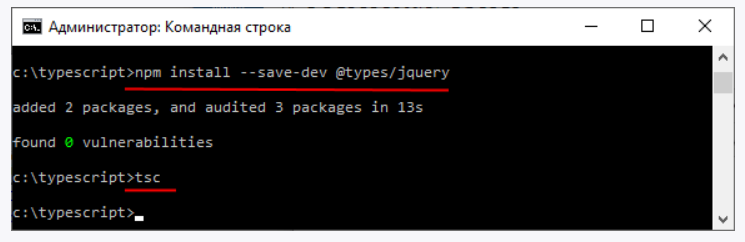 Администратор: Командная строка
c:\typescript>npm install --save-dev @types/jquery
added 2 packages, and audited 3 packages in 13s
found 0 vulnerabilities
c:\typescript>tsc
c:\typescript>